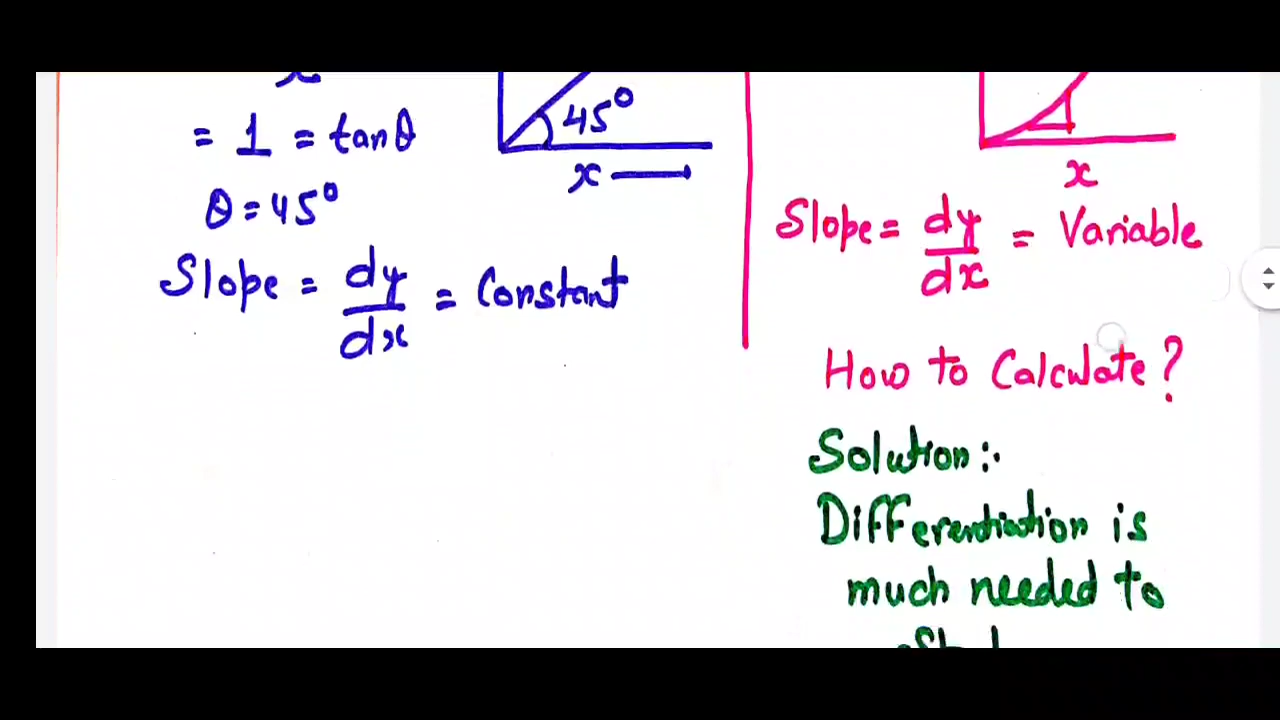 = 1 = tanθ
θ = 45°
45°
x
Slope = dy/dx = Constant
x
Slope = dy/dx = Variable
How to Calculate?
Solution:.
Differentiation is
much needed to